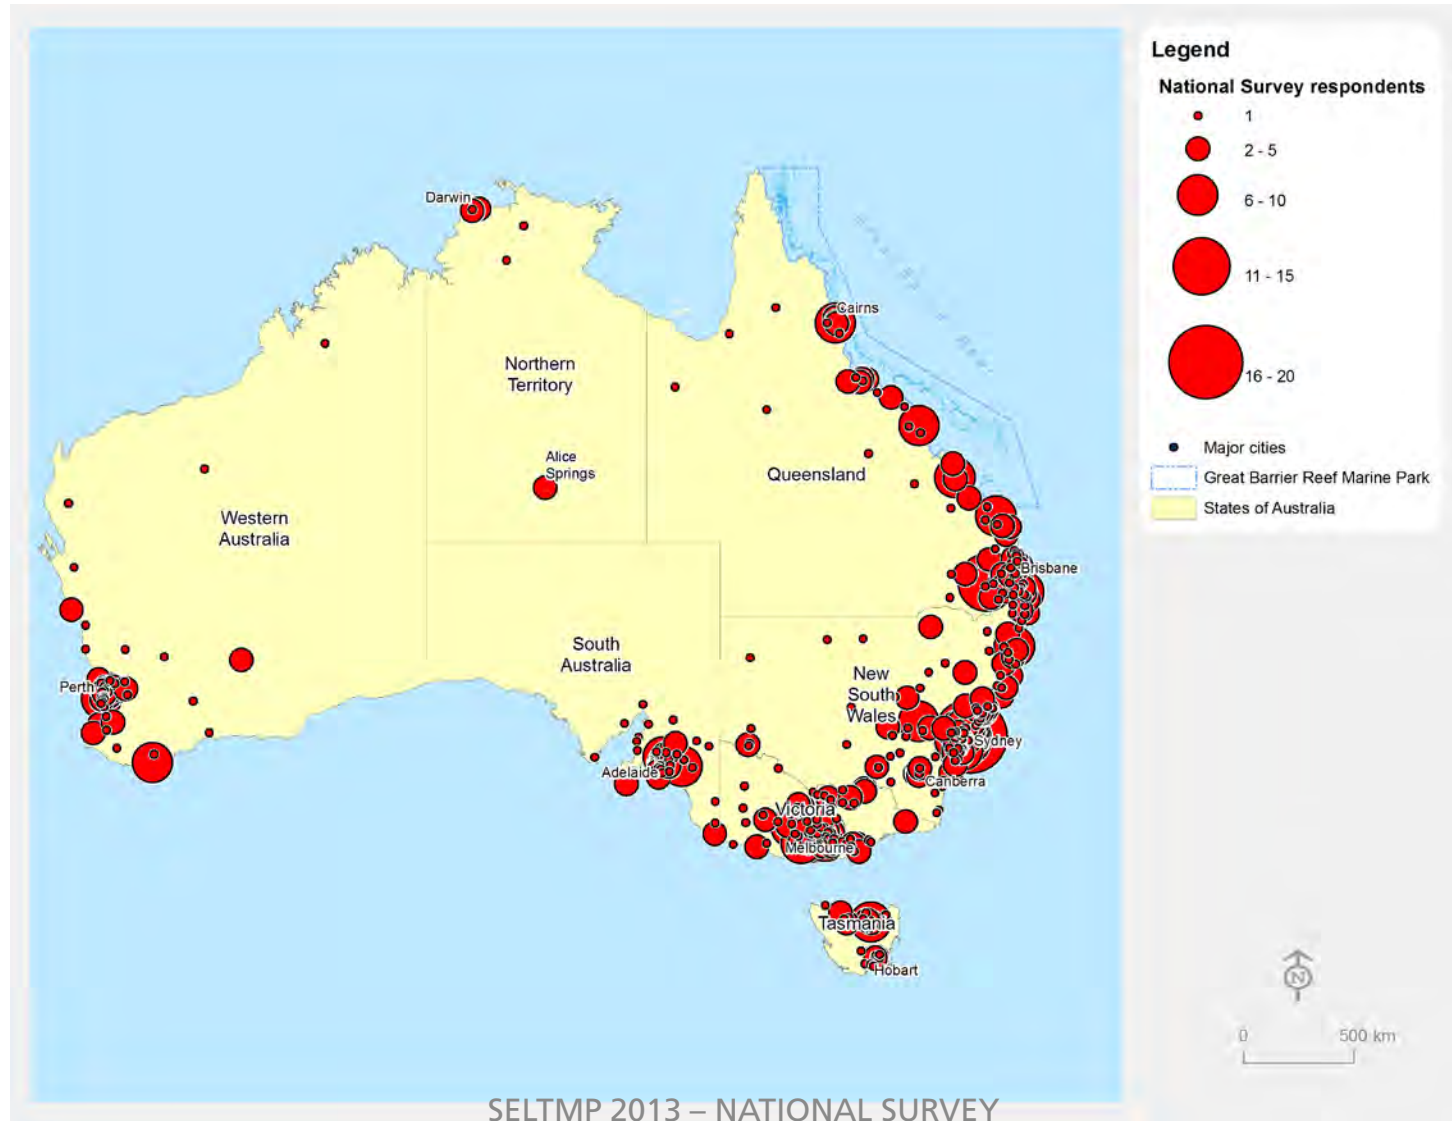 Legend
National Survey respondents
1
2 - 5
6 - 10
11 - 15
16 - 20
Major cities
Great Barrier Reef Marine Park
States of Australia
Darwin
Cairns
Northern
Territory
Alice
Springs
Queensland
Western
Australia
Brisbane
South
Australia
New
South
Wales
Perth
Sydney
Adelaide
Canberra
Victoria
Melbourne
Tasmania
Hobart
N
0
500 km
SELTMP 2013 – NATIONAL SURVEY